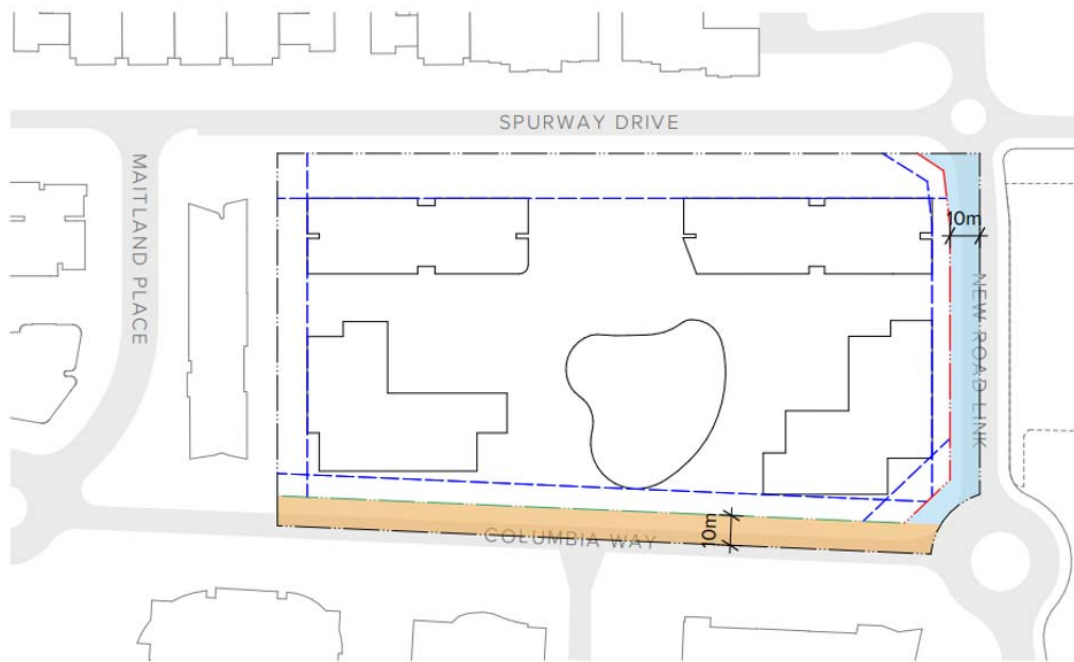 SPURWAY DRIVE
MAITLAND PLACE
10m
NEW ROAD LINK
10m
COLUMBIA WAY